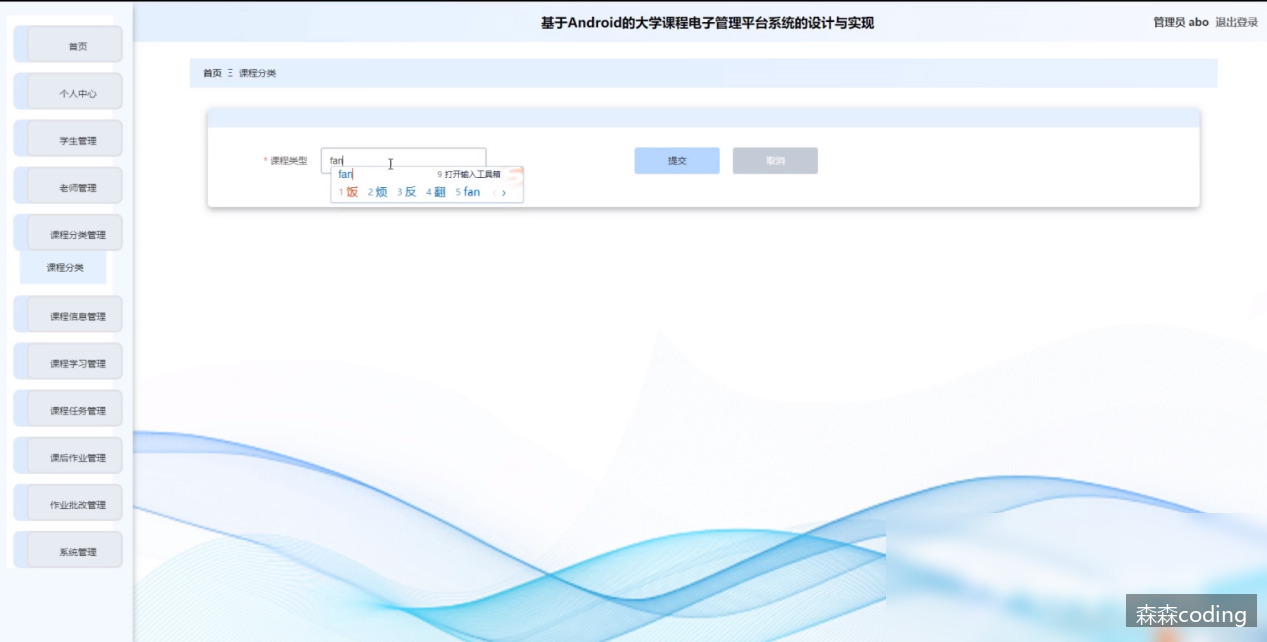 基于Android的大学课程电子管理平台系统的设计与实现
管理员 abo 退出登录
首页
个人中心
学生管理
老师管理
课程分类管理
课程分类
课程信息管理
课程学习管理
课程任务管理
课后作业管理
作业批改管理
系统管理
首页 Ξ 课程分类
* 课程类型 fan
提交 取消
fan 9 打开输入工具箱
1 饭 2 烦 3 反 4 翻 5 fan ‹ ›
森森coding